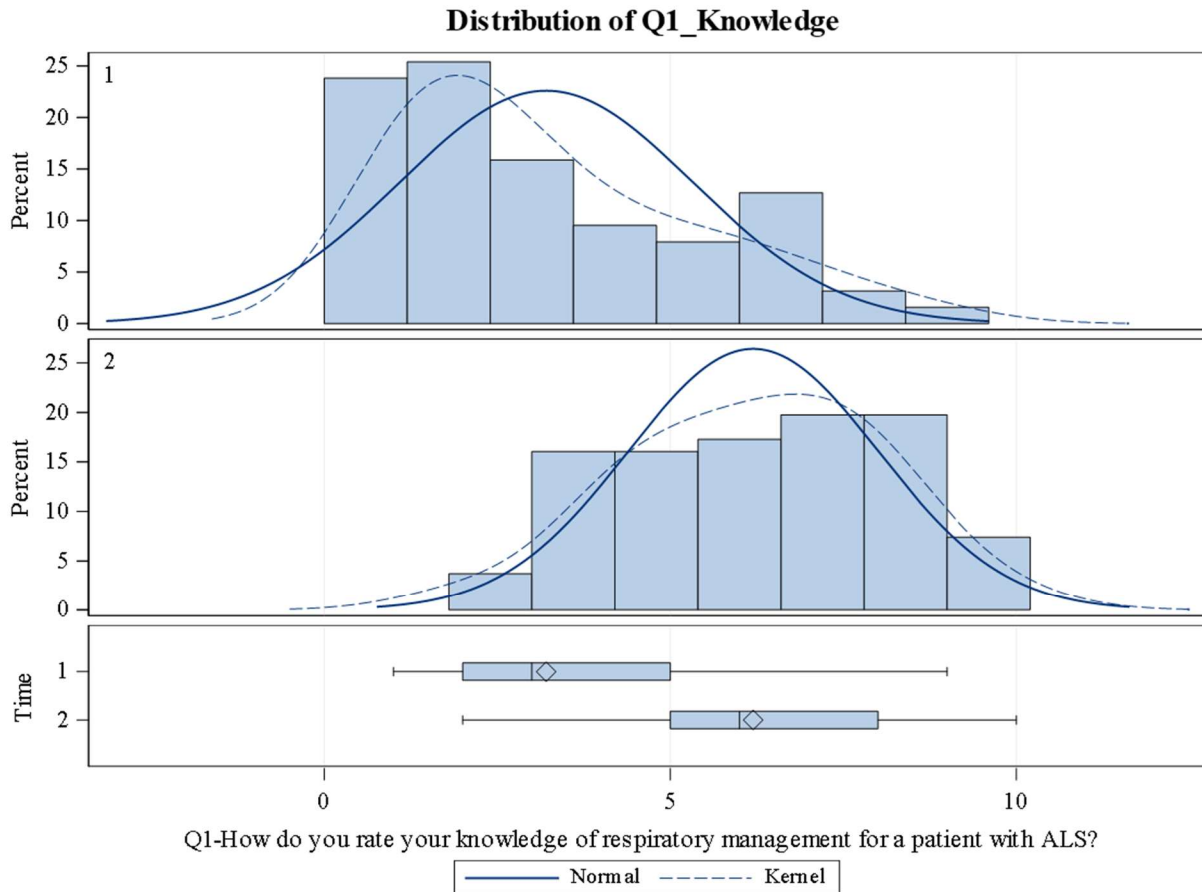 Distribution of Q1_Knowledge
1
25
20
15
10
5
0
Percent
2
25
20
15
10
5
0
Percent
1
2
Time
0 5 10
Q1-How do you rate your knowledge of respiratory management for a patient with ALS?
Normal Kernel